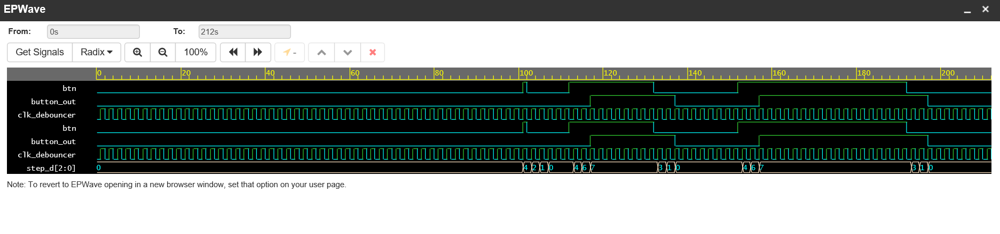 EPWave
From: 0s To: 212s
Get Signals Radix 100% -
0 20 40 60 80 100 120 140 160 180 200
btn
button_out
clk_debouncer
btn
button_out
clk_debouncer
step_d[2:0] 0 4 2 1 0 4 6 7 3 1 0 4 6 7 3 1 0
Note: To revert to EPWave opening in a new browser window, set that option on your user page.